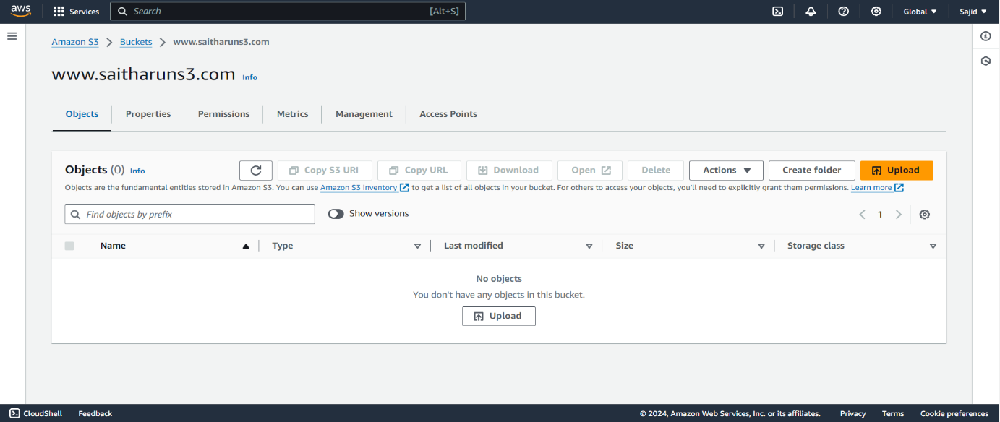 aws Services Search [Alt+S] Global Sajid
Amazon S3 Buckets www.saitharuns3.com
www.saitharuns3.com Info
Objects Properties Permissions Metrics Management Access Points
Objects (0) Info Copy S3 URI Copy URL Download Open Delete Actions Create folder Upload
Objects are the fundamental entities stored in Amazon S3. You can use Amazon S3 inventory to get a list of all objects in your bucket. For others to access your objects, you'll need to explicitly grant them permissions. Learn more
Find objects by prefix Show versions 1
Name Type Last modified Size Storage class
No objects
You don't have any objects in this bucket.
Upload
CloudShell Feedback © 2024, Amazon Web Services, Inc. or its affiliates. Privacy Terms Cookie preferences